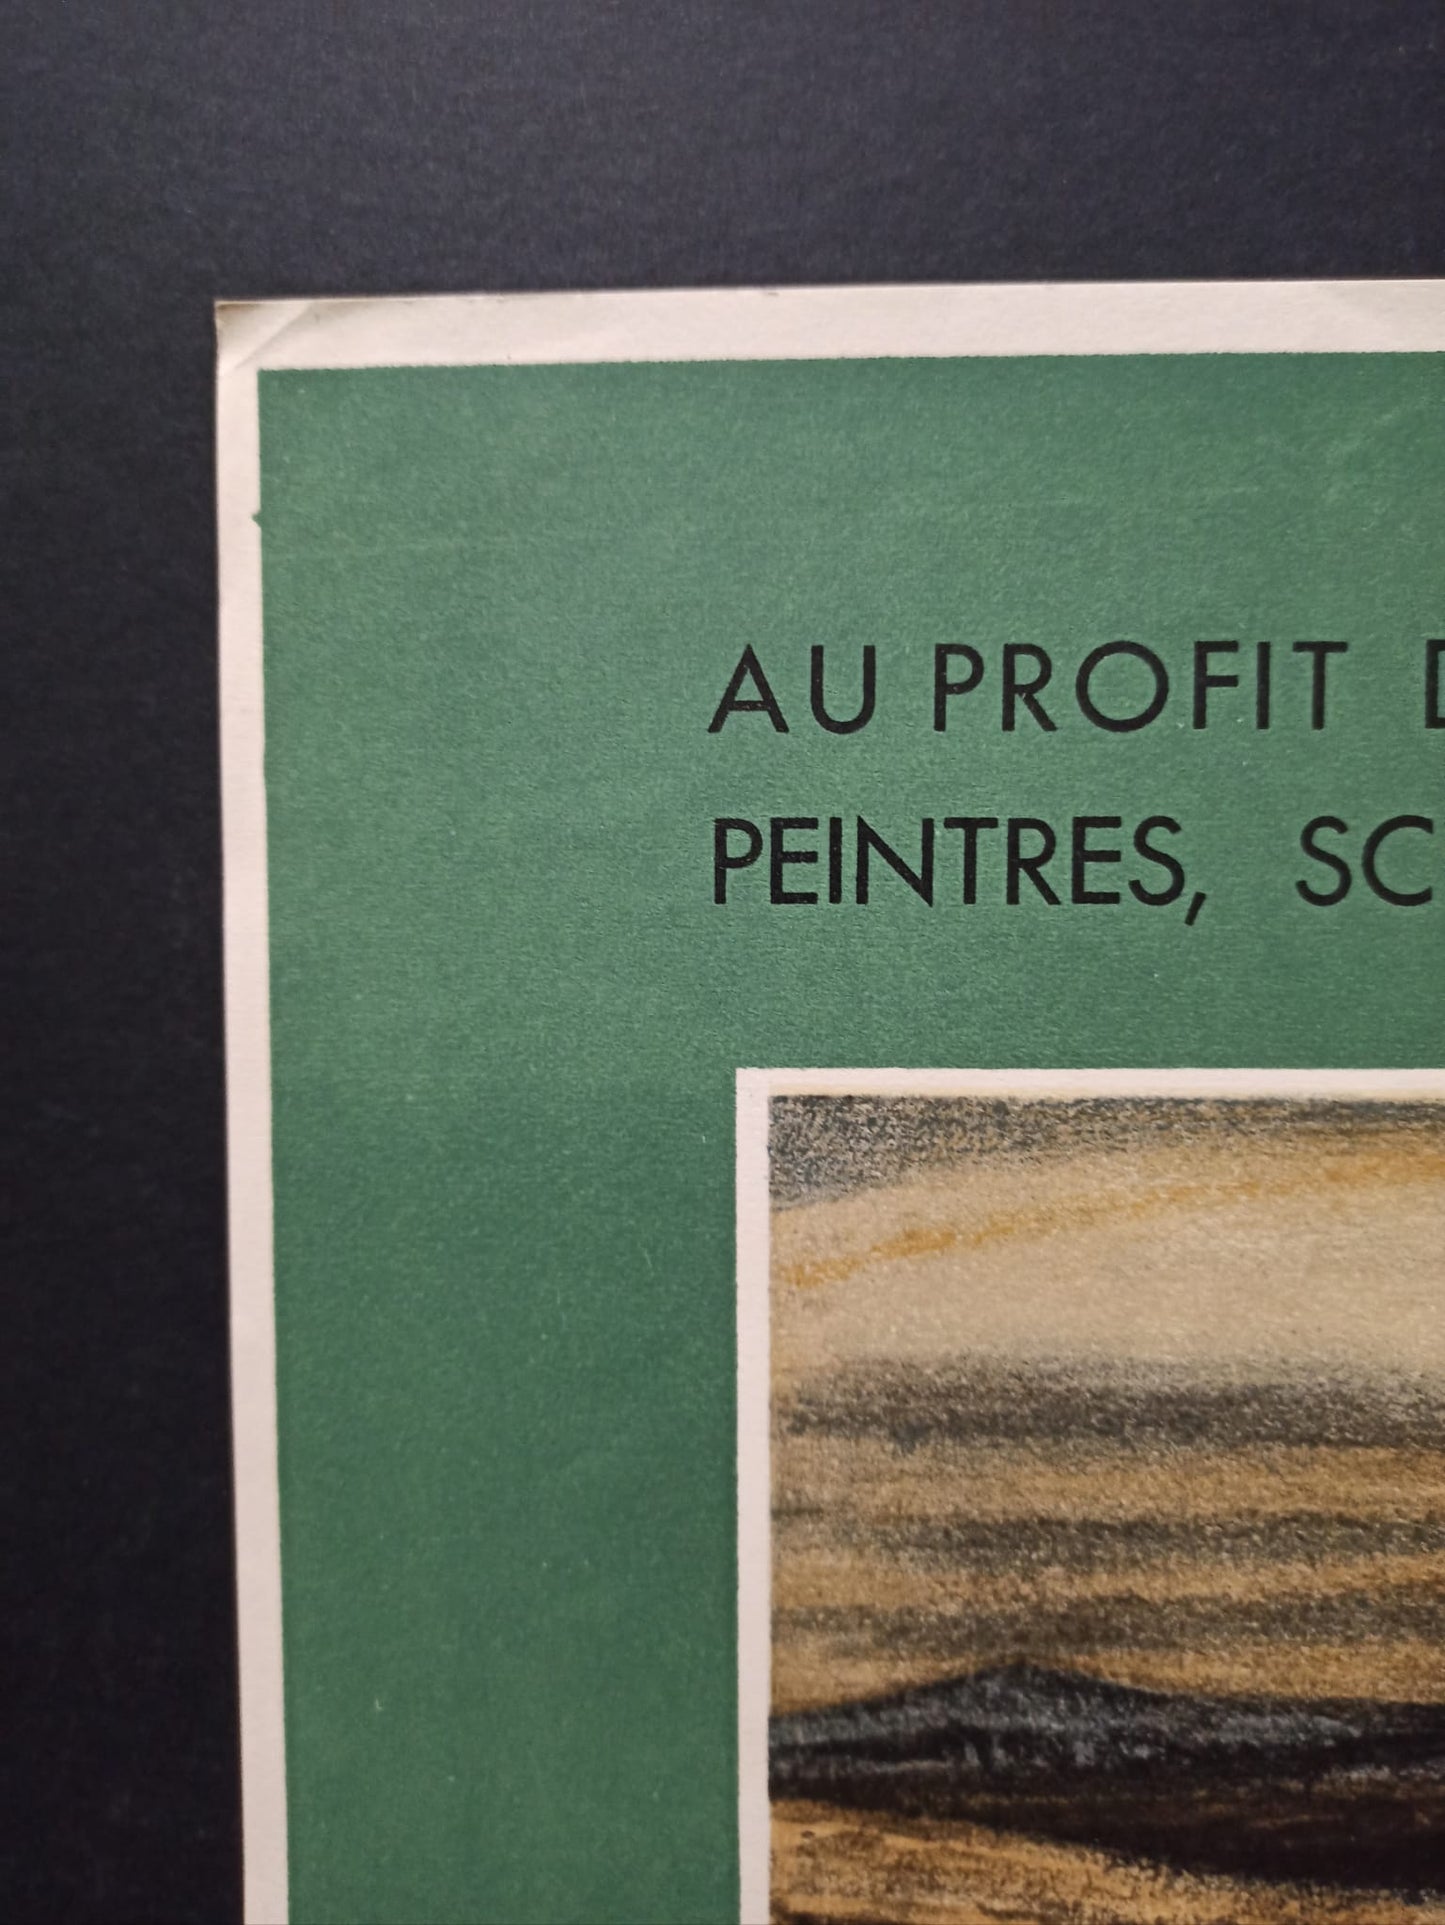 AU PROFIT D
PEINTRES, SC